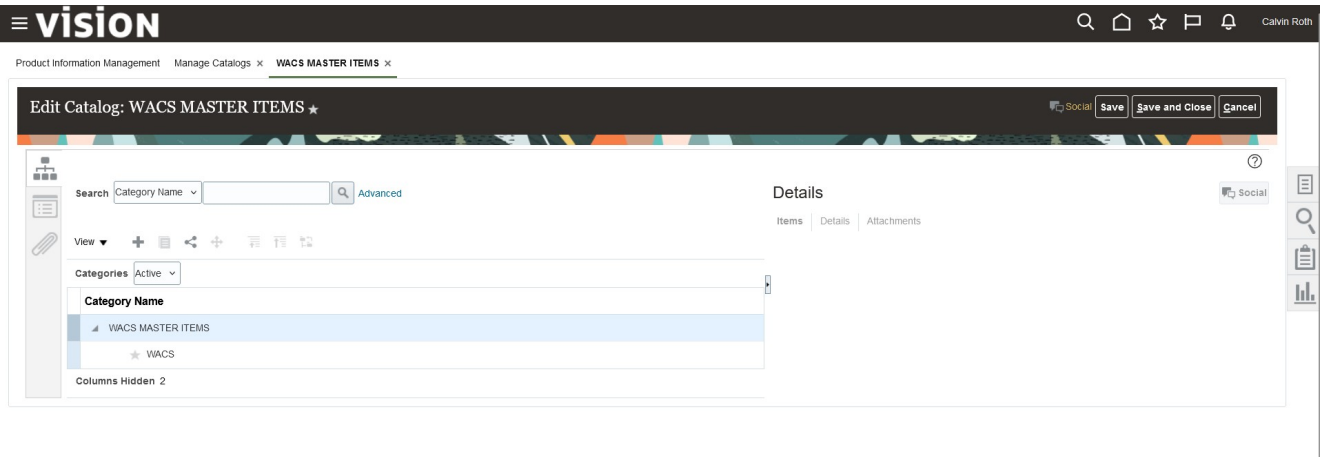 vision
Calvin Roth
Product Information Management Manage Catalogs × WACS MASTER ITEMS ×
Edit Catalog: WACS MASTER ITEMS
Social Save Save and Close Cancel
Search Category Name Advanced
Details
Social
Items Details Attachments
View
Categories Active
Category Name
WACS MASTER ITEMS
WACS
Columns Hidden 2